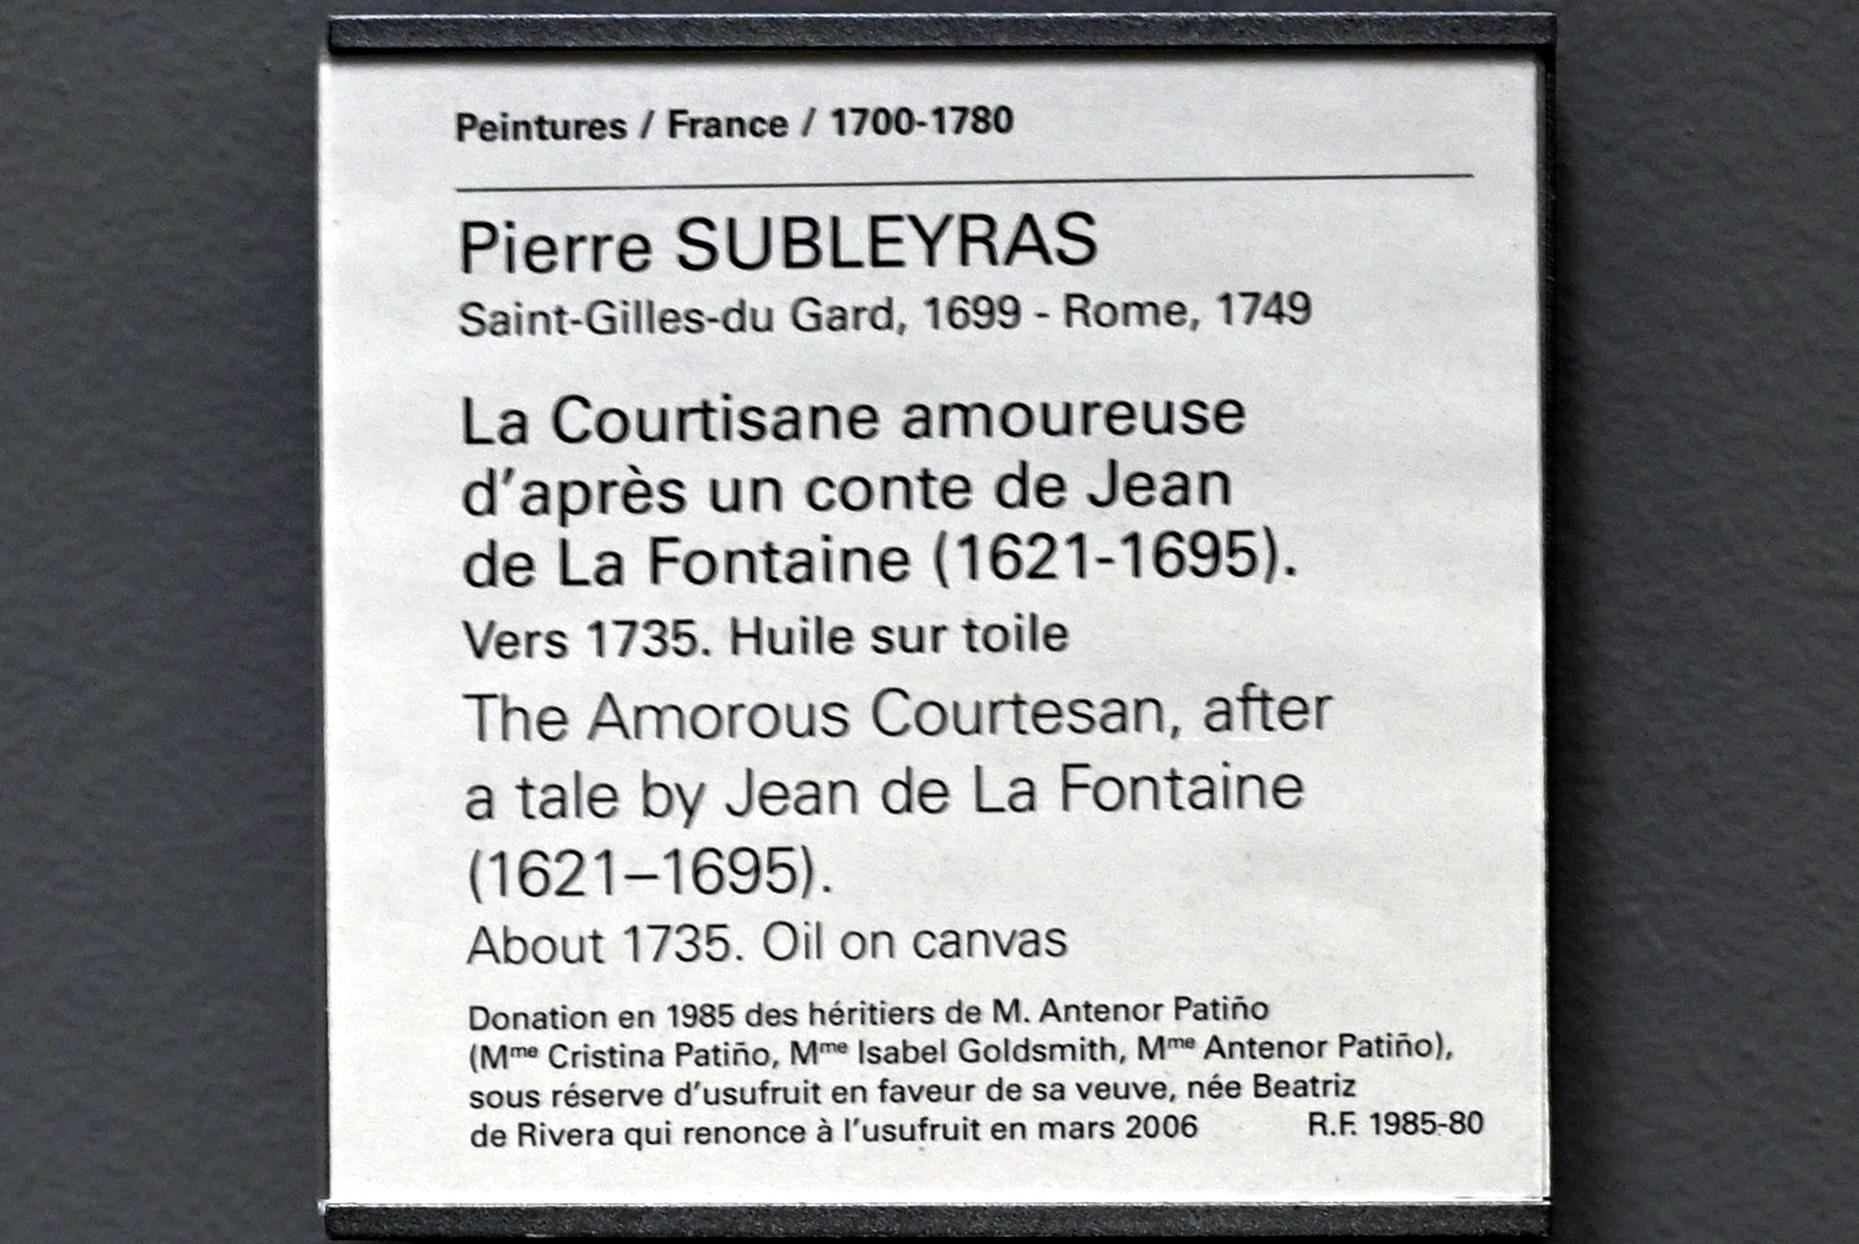 Peintures / France / 1700-1780
Pierre SUBLEYRAS
Saint-Gilles-du Gard, 1699 - Rome, 1749
La Courtisane amoureuse
d'après un conte de Jean
de La Fontaine (1621-1695).
Vers 1735. Huile sur toile
The Amorous Courtesan, after
a tale by Jean de La Fontaine
(1621–1695).
About 1735. Oil on canvas
Donation en 1985 des héritiers de M. Antenor Patiño
(Mme Cristina Patiño, Mme Isabel Goldsmith, Mme Antenor Patiño),
sous réserve d'usufruit en faveur de sa veuve, née Beatriz
de Rivera qui renonce à l'usufruit en mars 2006 R.F. 1985-80